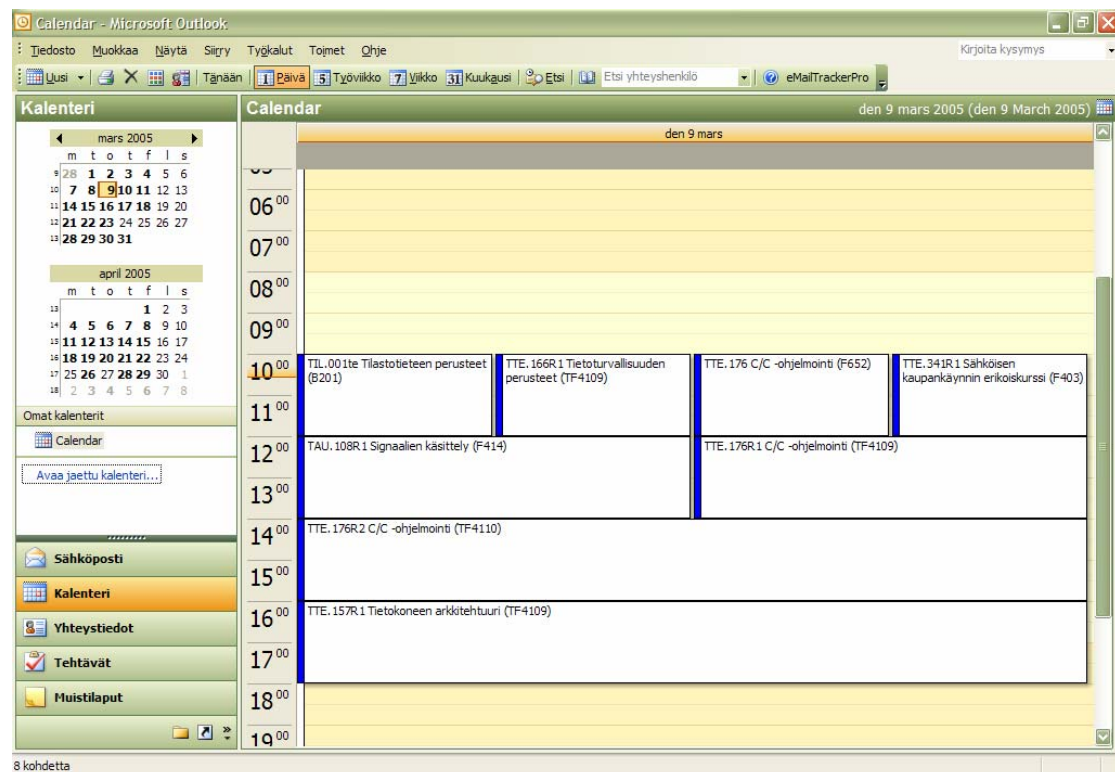 Calendar - Microsoft Outlook
Tiedosto Muokkaa Näytä Siirry Työkalut Toimet Ohje Kirjoita kysymys
Uusi Tänään 1 Päivä 5 Työviikko 7 Viikko 31 Kuukausi Etsi Etsi yhteyshenkilö eMailTrackerPro
Kalenteri
mars 2005
m t o t f l s
9 28 1 2 3 4 5 6
10 7 8 9 10 11 12 13
11 14 15 16 17 18 19 20
12 21 22 23 24 25 26 27
13 28 29 30 31
april 2005
m t o t f l s
13 1 2 3
14 4 5 6 7 8 9 10
15 11 12 13 14 15 16 17
16 18 19 20 21 22 23 24
17 25 26 27 28 29 30 1
18 2 3 4 5 6 7 8
Omat kalenterit
Calendar
Avaa jaettu kalenteri...
Sähköposti
Kalenteri
Yhteystiedot
Tehtävät
Muistilaput
Calendar den 9 mars 2005 (den 9 March 2005)
den 9 mars
06 00
07 00
08 00
09 00
10 00
TIL.001te Tilastotieteen perusteet
(B201)
TTE.166R1 Tietoturvallisuuden
perusteet (TF4109)
TTE.176 C/C -ohjelmointi (F652)
TTE.341R1 Sähköisen
kaupankäynnin erikoiskurssi (F403)
11 00
12 00
TAU.108R1 Signaalien käsittely (F414)
TTE.176R1 C/C -ohjelmointi (TF4109)
13 00
14 00
TTE.176R2 C/C -ohjelmointi (TF4110)
15 00
16 00
TTE.157R1 Tietokoneen arkkitehtuuri (TF4109)
17 00
18 00
19 00
8 kohdetta